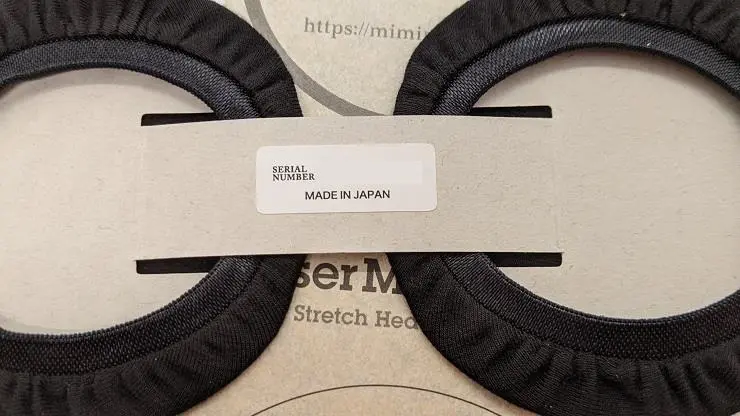 https://mimi
SERIAL
NUMBER
MADE IN JAPAN
ser M
Stretch Hea